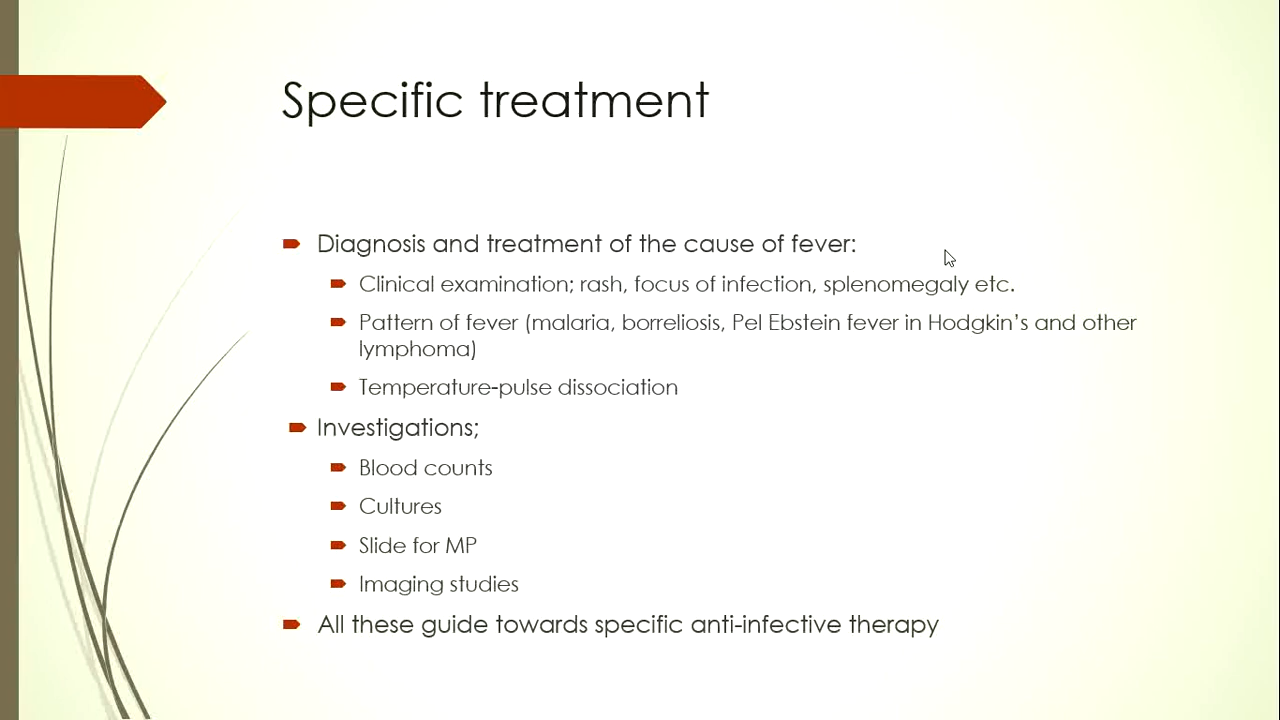 Specific treatment
Diagnosis and treatment of the cause of fever:
Clinical examination; rash, focus of infection, splenomegaly etc.
Pattern of fever (malaria, borreliosis, Pel Ebstein fever in Hodgkin's and other
lymphoma)
Temperature-pulse dissociation
Investigations;
Blood counts
Cultures
Slide for MP
Imaging studies
All these guide towards specific anti-infective therapy